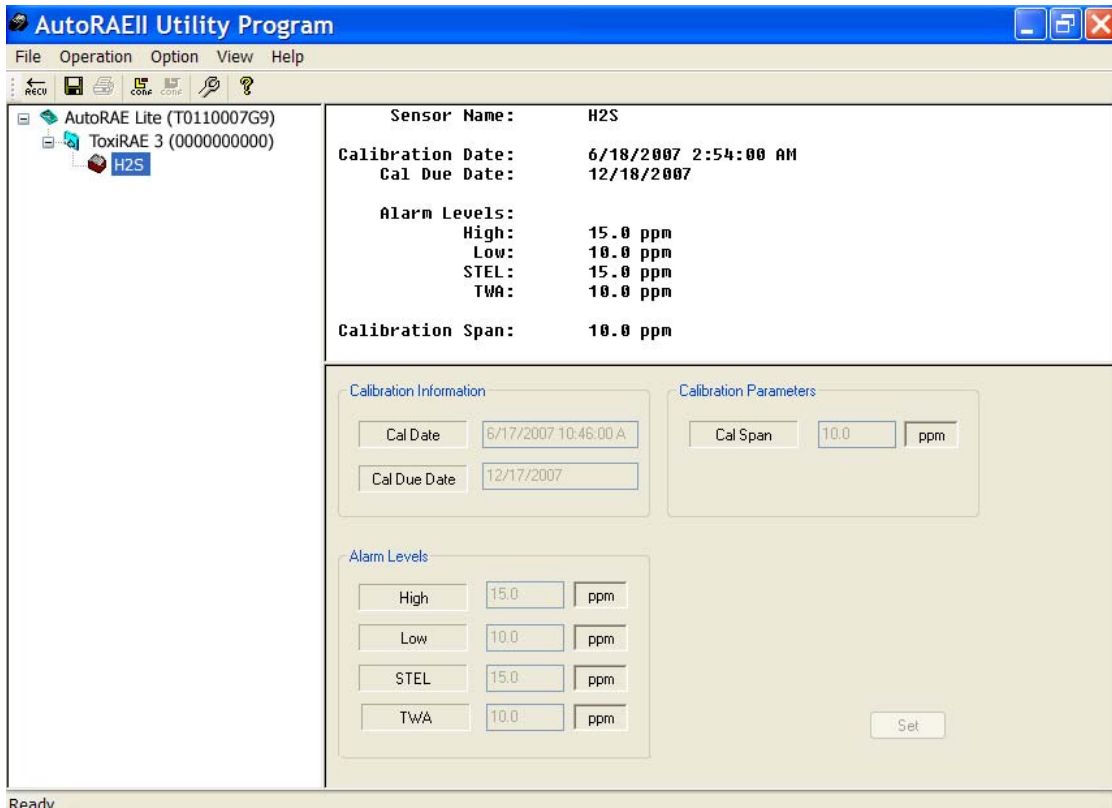 AutoRAEII Utility Program
File Operation Option View Help
RECV CONF CONF
AutoRAE Lite (T0110007G9)
ToxiRAE 3 (0000000000)
H2S
Sensor Name: H2S
Calibration Date: 6/18/2007 2:54:00 AM
Cal Due Date: 12/18/2007
Alarm Levels:
High: 15.0 ppm
Low: 10.0 ppm
STEL: 15.0 ppm
TWA: 10.0 ppm
Calibration Span: 10.0 ppm
Calibration Information
Cal Date 6/17/2007 10:46:00 A
Cal Due Date 12/17/2007
Calibration Parameters
Cal Span 10.0 ppm
Alarm Levels
High 15.0 ppm
Low 10.0 ppm
STEL 15.0 ppm
TWA 10.0 ppm
Set
Ready